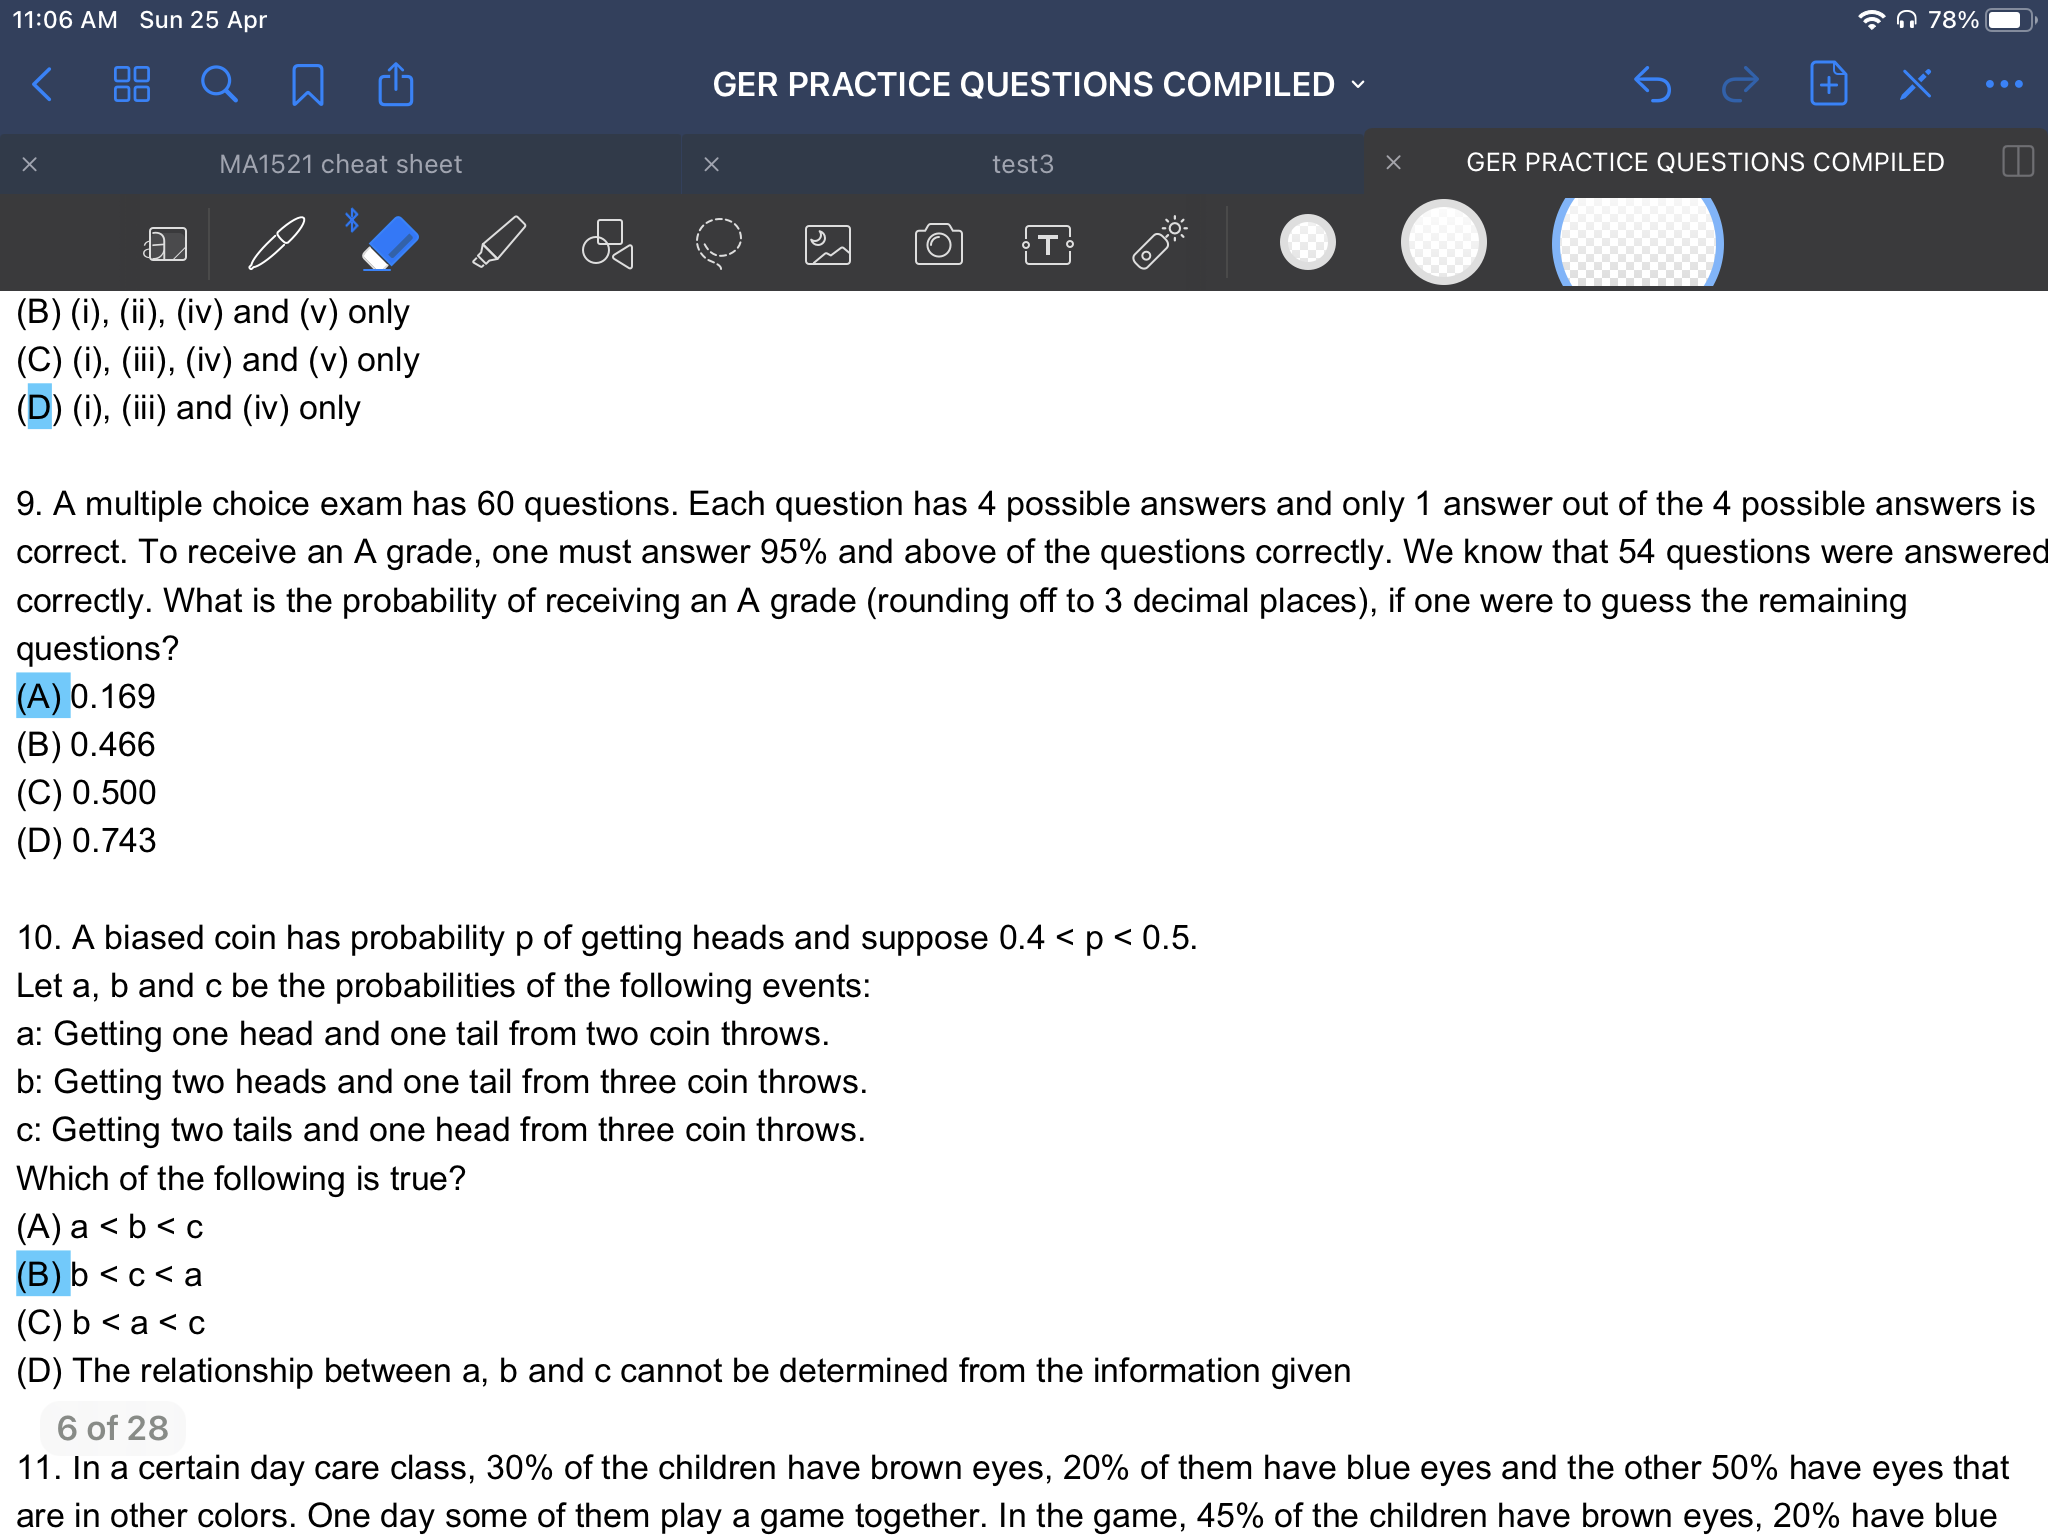 11:06 AM Sun 25 Apr
78%
GER PRACTICE QUESTIONS COMPILED
MA1521 cheat sheet
test3
GER PRACTICE QUESTIONS COMPILED
(B) (i), (ii), (iv) and (v) only
(C) (i), (iii), (iv) and (v) only
(D) (i), (iii) and (iv) only
9. A multiple choice exam has 60 questions. Each question has 4 possible answers and only 1 answer out of the 4 possible answers is
correct. To receive an A grade, one must answer 95% and above of the questions correctly. We know that 54 questions were answered
correctly. What is the probability of receiving an A grade (rounding off to 3 decimal places), if one were to guess the remaining
questions?
(A) 0.169
(B) 0.466
(C) 0.500
(D) 0.743
10. A biased coin has probability p of getting heads and suppose 0.4 < p < 0.5.
Let a, b and c be the probabilities of the following events:
a: Getting one head and one tail from two coin throws.
b: Getting two heads and one tail from three coin throws.
c: Getting two tails and one head from three coin throws.
Which of the following is true?
(A) a < b < c
(B) b < c < a
(C) b < a < c
(D) The relationship between a, b and c cannot be determined from the information given
6 of 28
11. In a certain day care class, 30% of the children have brown eyes, 20% of them have blue eyes and the other 50% have eyes that
are in other colors. One day some of them play a game together. In the game, 45% of the children have brown eyes, 20% have blue